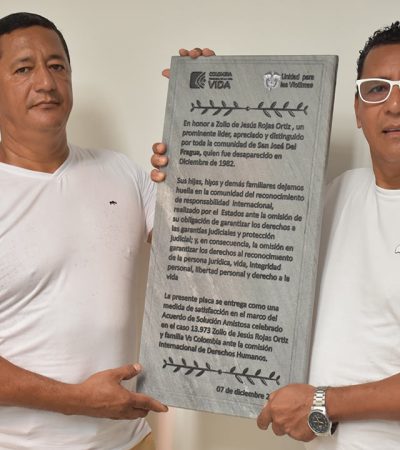 COLOMBIA
VIDA
Unidad para
las Víctimas
En honor a Zoilo de Jesús Rojas Ortiz , un
prominente líder, apreciado y distinguido
por toda la comunidad de San José Del
Fragua, quien fue desaparecido en
Diciembre de 1982.
Sus hijas, hijos y demás familiares dejamos
huella en la comunidad del reconocimiento
de responsabilidad internacional,
realizado por el Estados ante la omisión de
su obligación de garantizar los derechos a
las garantías judiciales y protección
judicial; y, en consecuencia, la omisión en
garantizar los derechos al reconocimiento
de la persona jurídica, vida, integridad
personal, libertad personal y derecho a la
vida
La presente placa se entrega como una
medida de satisfacción en el marco del
Acuerdo de Solución Amistosa celebrado
en el caso 13.973 Zoilo de Jesús Rojas Ortiz
y familia Vs Colombia ante la comisión
Internacional de Derechos Humanos.
07 de diciembre 2